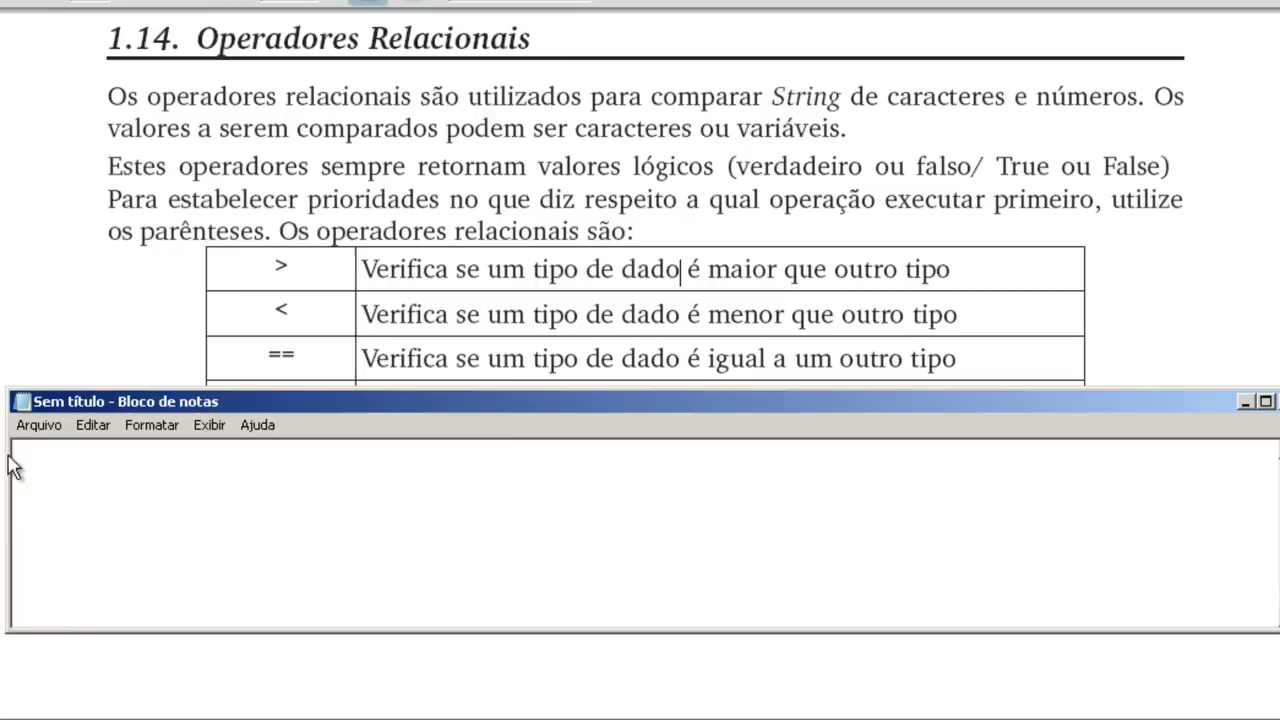 1.14. Operadores Relacionais
Os operadores relacionais são utilizados para comparar String de caracteres e números. Os
valores a serem comparados podem ser caracteres ou variáveis.
Estes operadores sempre retornam valores lógicos (verdadeiro ou falso/ True ou False)
Para estabelecer prioridades no que diz respeito a qual operação executar primeiro, utilize
os parênteses. Os operadores relacionais são:
> Verifica se um tipo de dado é maior que outro tipo
< Verifica se um tipo de dado é menor que outro tipo
== Verifica se um tipo de dado é igual a um outro tipo
Sem título - Bloco de notas
Arquivo Editar Formatar Exibir Ajuda